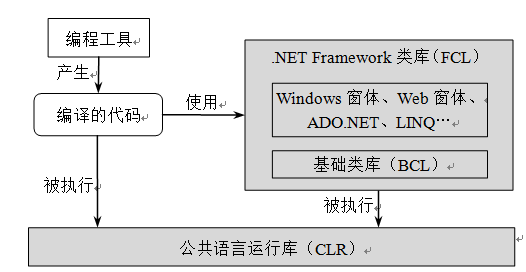 编程工具
产生
编译的代码
使用
.NET Framework 类库（FCL）
Windows 窗体、Web 窗体、
ADO.NET、LINQ…
基础类库（BCL）
被执行
被执行
公共语言运行库（CLR）